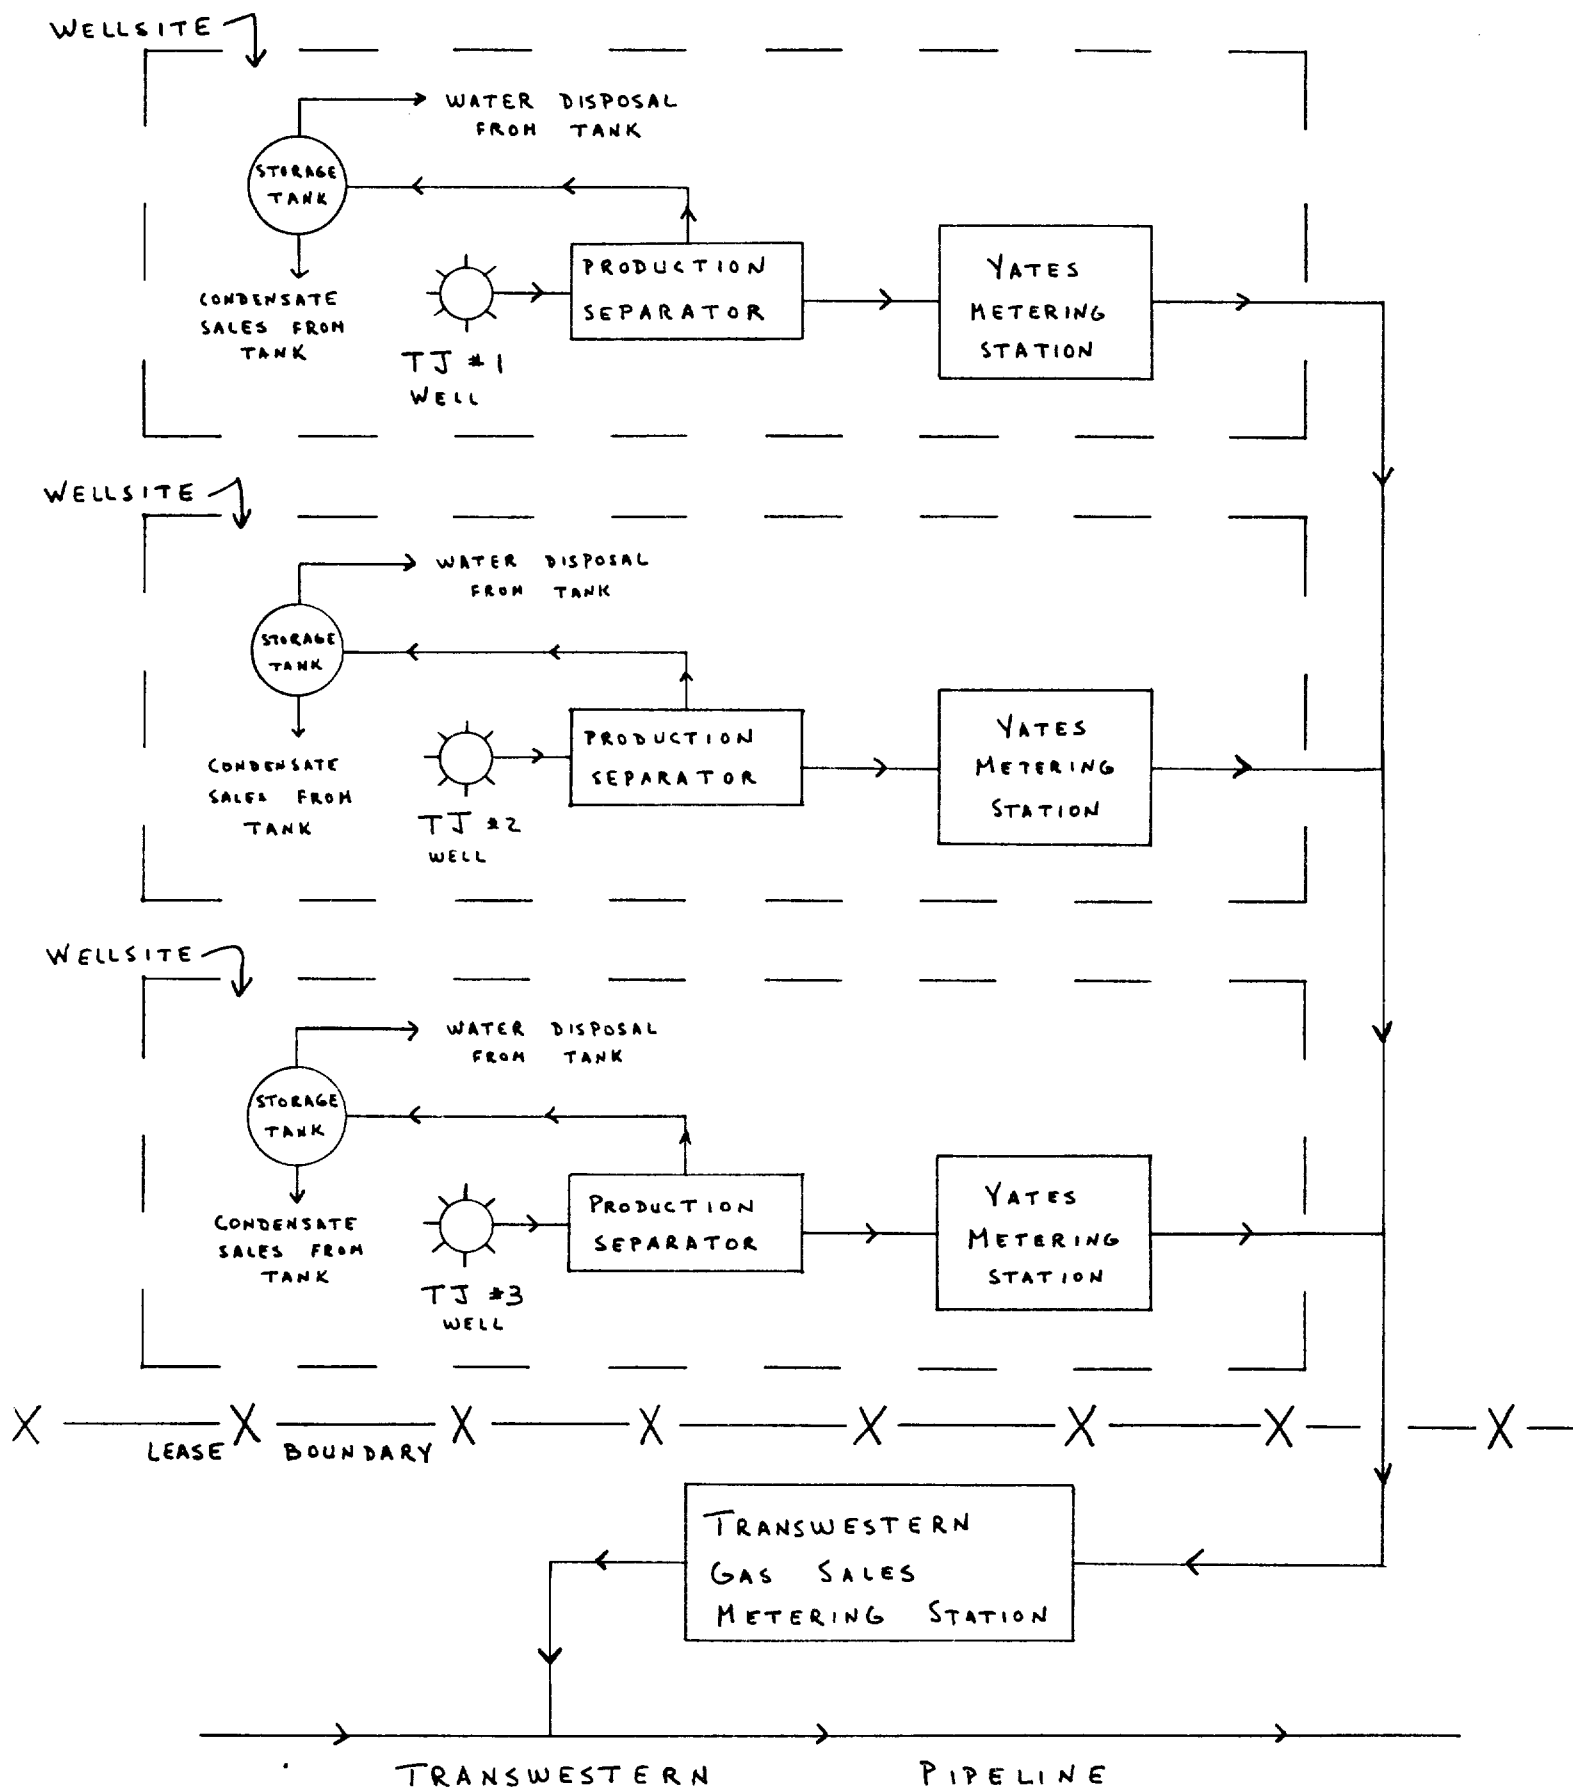 WELLSITE
WATER DISPOSAL
FROM TANK
STORAGE
TANK
CONDENSATE
SALES FROM
TANK
TJ #1
WELL
PRODUCTION
SEPARATOR
YATES
METERING
STATION
WELLSITE
WATER DISPOSAL
FROM TANK
STORAGE
TANK
CONDENSATE
SALES FROM
TANK
TJ #2
WELL
PRODUCTION
SEPARATOR
YATES
METERING
STATION
WELLSITE
WATER DISPOSAL
FROM TANK
STORAGE
TANK
CONDENSATE
SALES FROM
TANK
TJ #3
WELL
PRODUCTION
SEPARATOR
YATES
METERING
STATION
LEASE BOUNDARY
TRANSWESTERN
GAS SALES
METERING STATION
TRANSWESTERN PIPELINE